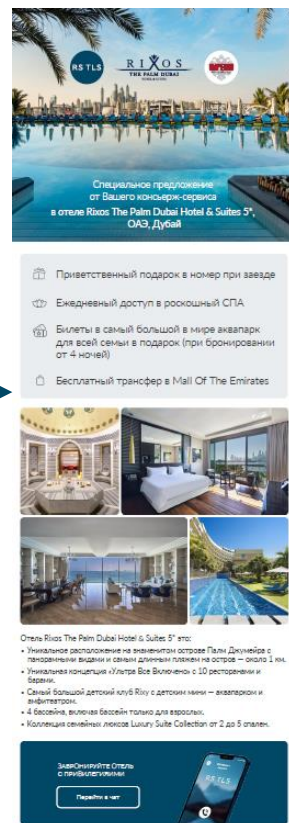 RS TLS
RIXOS
THE PALM DUBAI
Специальное предложение
от Вашего консьерж-сервиса
в отеле Rixos The Palm Dubai Hotel & Suites 5*,
ОАЭ, Дубай
Приветственный подарок в номер при заезде
Ежедневный доступ в роскошный СПА
Билеты в самый большой в мире аквапарк
для всей семьи в подарок (при бронировании
от 4 ночей)
Бесплатный трансфер в Mall Of The Emirates
Отель Rixos The Palm Dubai Hotel & Suites 5* это:
• Уникальное расположение на знаменитом острове Палм Джумейра с
панорамными видами и самым длинным пляжем на остров — около 1 км.
• Уникальная концепция «Ультра Все Включено» с 10 ресторанами и
барами.
• Самый большой детский клуб Rixy с детским мини — аквапарком и
амфитеатром.
• 4 бассейна, включая бассейн только для взрослых.
• Коллекция семейных люксов Luxury Suite Collection от 2 до 5 спален.
ЗАБРОНИРУЙТЕ ОТЕЛЬ
С ПРИВИЛЕГИЯМИ
Перейти в чат
RS TLS